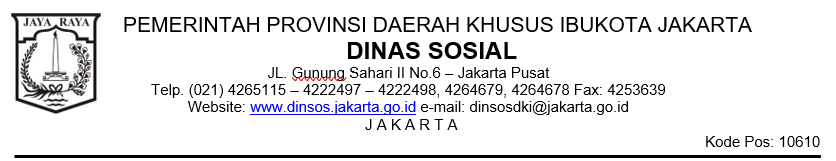 JAYA RAYA
PEMERINTAH PROVINSI DAERAH KHUSUS IBUKOTA JAKARTA
DINAS SOSIAL
JL. Gunung Sahari II No.6 – Jakarta Pusat
Telp. (021) 4265115 – 4222497 – 4222498, 4264679, 4264678 Fax: 4253639
Website: www.dinsos.jakarta.go.id e-mail: dinsosdki@jakarta.go.id
J A K A R T A
Kode Pos: 10610